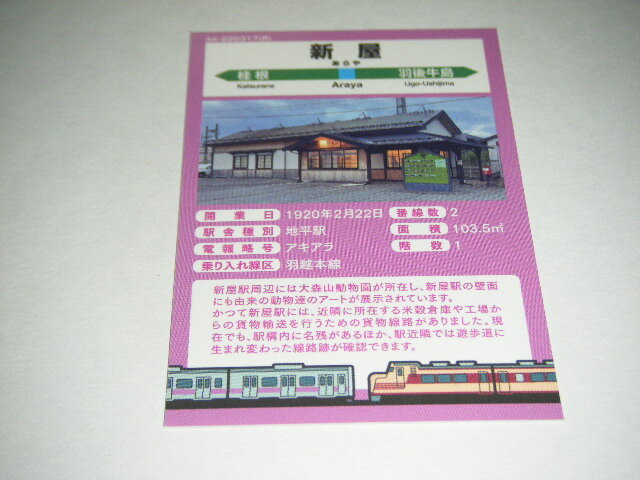 AK-220317(R)
新屋
あらや
桂根 羽後牛島
Katsurane Araya Ugo-Ushijima
開業日 1920年2月22日 番線数 2
駅舎種別 地平駅 面積 103.5㎡
電報略号 アキアラ 階数 1
乗り入れ線区 羽越本線
新屋駅周辺には大森山動物園が所在し、新屋駅の壁面
にも由来の動物達のアートが展示されています。
かつて新屋駅には、近隣に所在する米穀倉庫や工場か
らの貨物輸送を行うための貨物線路がありました。現
在でも、駅構内に名残があるほか、駅近隣では遊歩道に
生まれ変わった線路跡が確認できます。